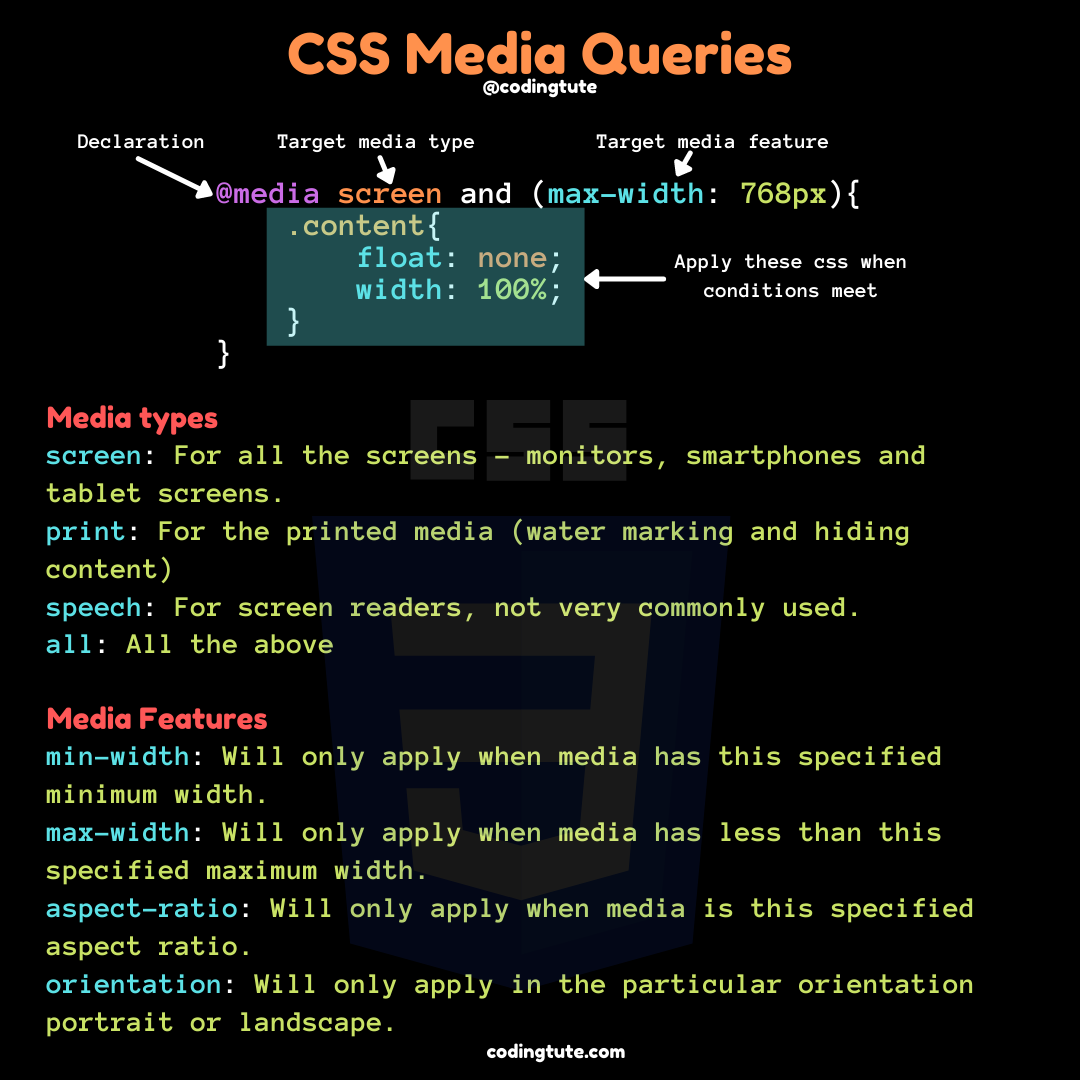 CSS Media Queries
@codingtute
Declaration
Target media type
Target media feature
@media screen and (max-width: 768px){
.content{
float: none;
width: 100%;
}
}
Apply these css when
conditions meet
CSS
Media types
screen: For all the screens - monitors, smartphones and
tablet screens.
print: For the printed media (water marking and hiding
content)
speech: For screen readers, not very commonly used.
all: All the above
Media Features
min-width: Will only apply when media has this specified
minimum width.
max-width: Will only apply when media has less than this
specified maximum width.
aspect-ratio: Will only apply when media is this specified
aspect ratio.
orientation: Will only apply in the particular orientation
portrait or landscape.
codingtute.com